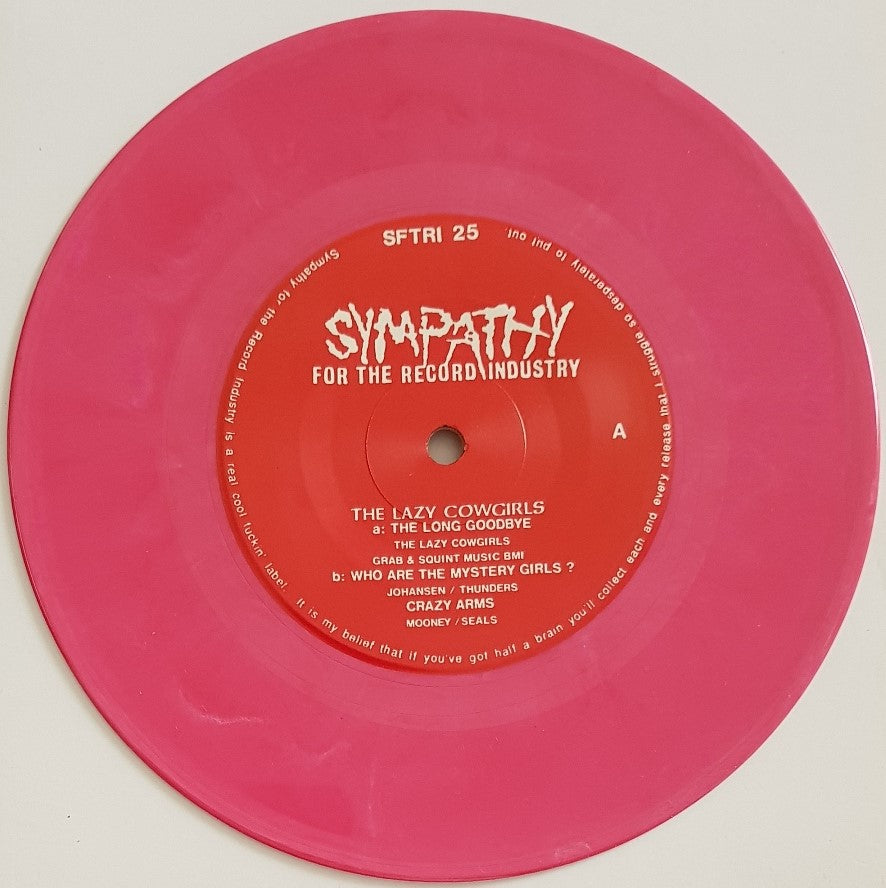 SFTRI 25
SYMPATHY
FOR THE RECORD INDUSTRY
A
THE LAZY COWGIRLS
a: THE LONG GOODBYE
THE LAZY COWGIRLS
GRAB & SQUINT MUSIC BMI
b: WHO ARE THE MYSTERY GIRLS ?
JOHANSEN / THUNDERS
CRAZY ARMS
MOONEY / SEALS
Sympathy for the Record Industry is a real cool fuckin' label. It is my belief that if you've got half a brain you'll collect each and every release that I struggle so desperately to put out.